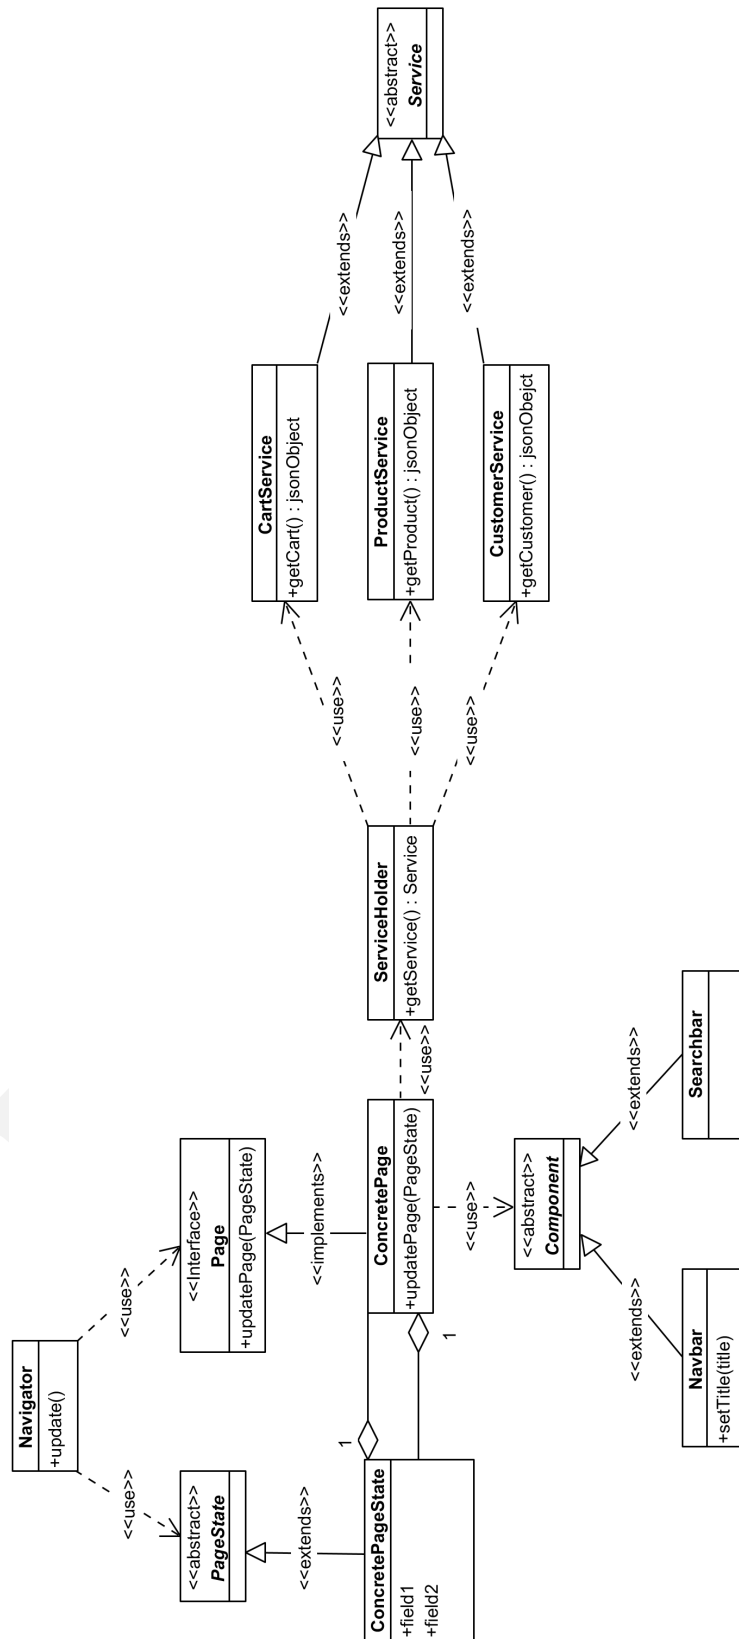 Navigator
+update()
<<use>>
<<use>>
<<abstract>>
PageState
<<Interface>>
Page
+updatePage(PageState)
<<extends>>
<<implements>>
ConcretePageState
+field1
+field2
1
1
ConcretePage
+updatePage(PageState)
<<use>>
<<use>>
ServiceHolder
+getService() : Service
<<use>>
<<use>>
<<use>>
CartService
+getCart() : jsonObject
ProductService
+getProduct() : jsonObject
CustomerService
+getCustomer() : jsonObejct
<<extends>>
<<extends>>
<<extends>>
<<abstract>>
Service
<<abstract>>
Component
<<extends>>
<<extends>>
Navbar
+setTitle(title)
Searchbar